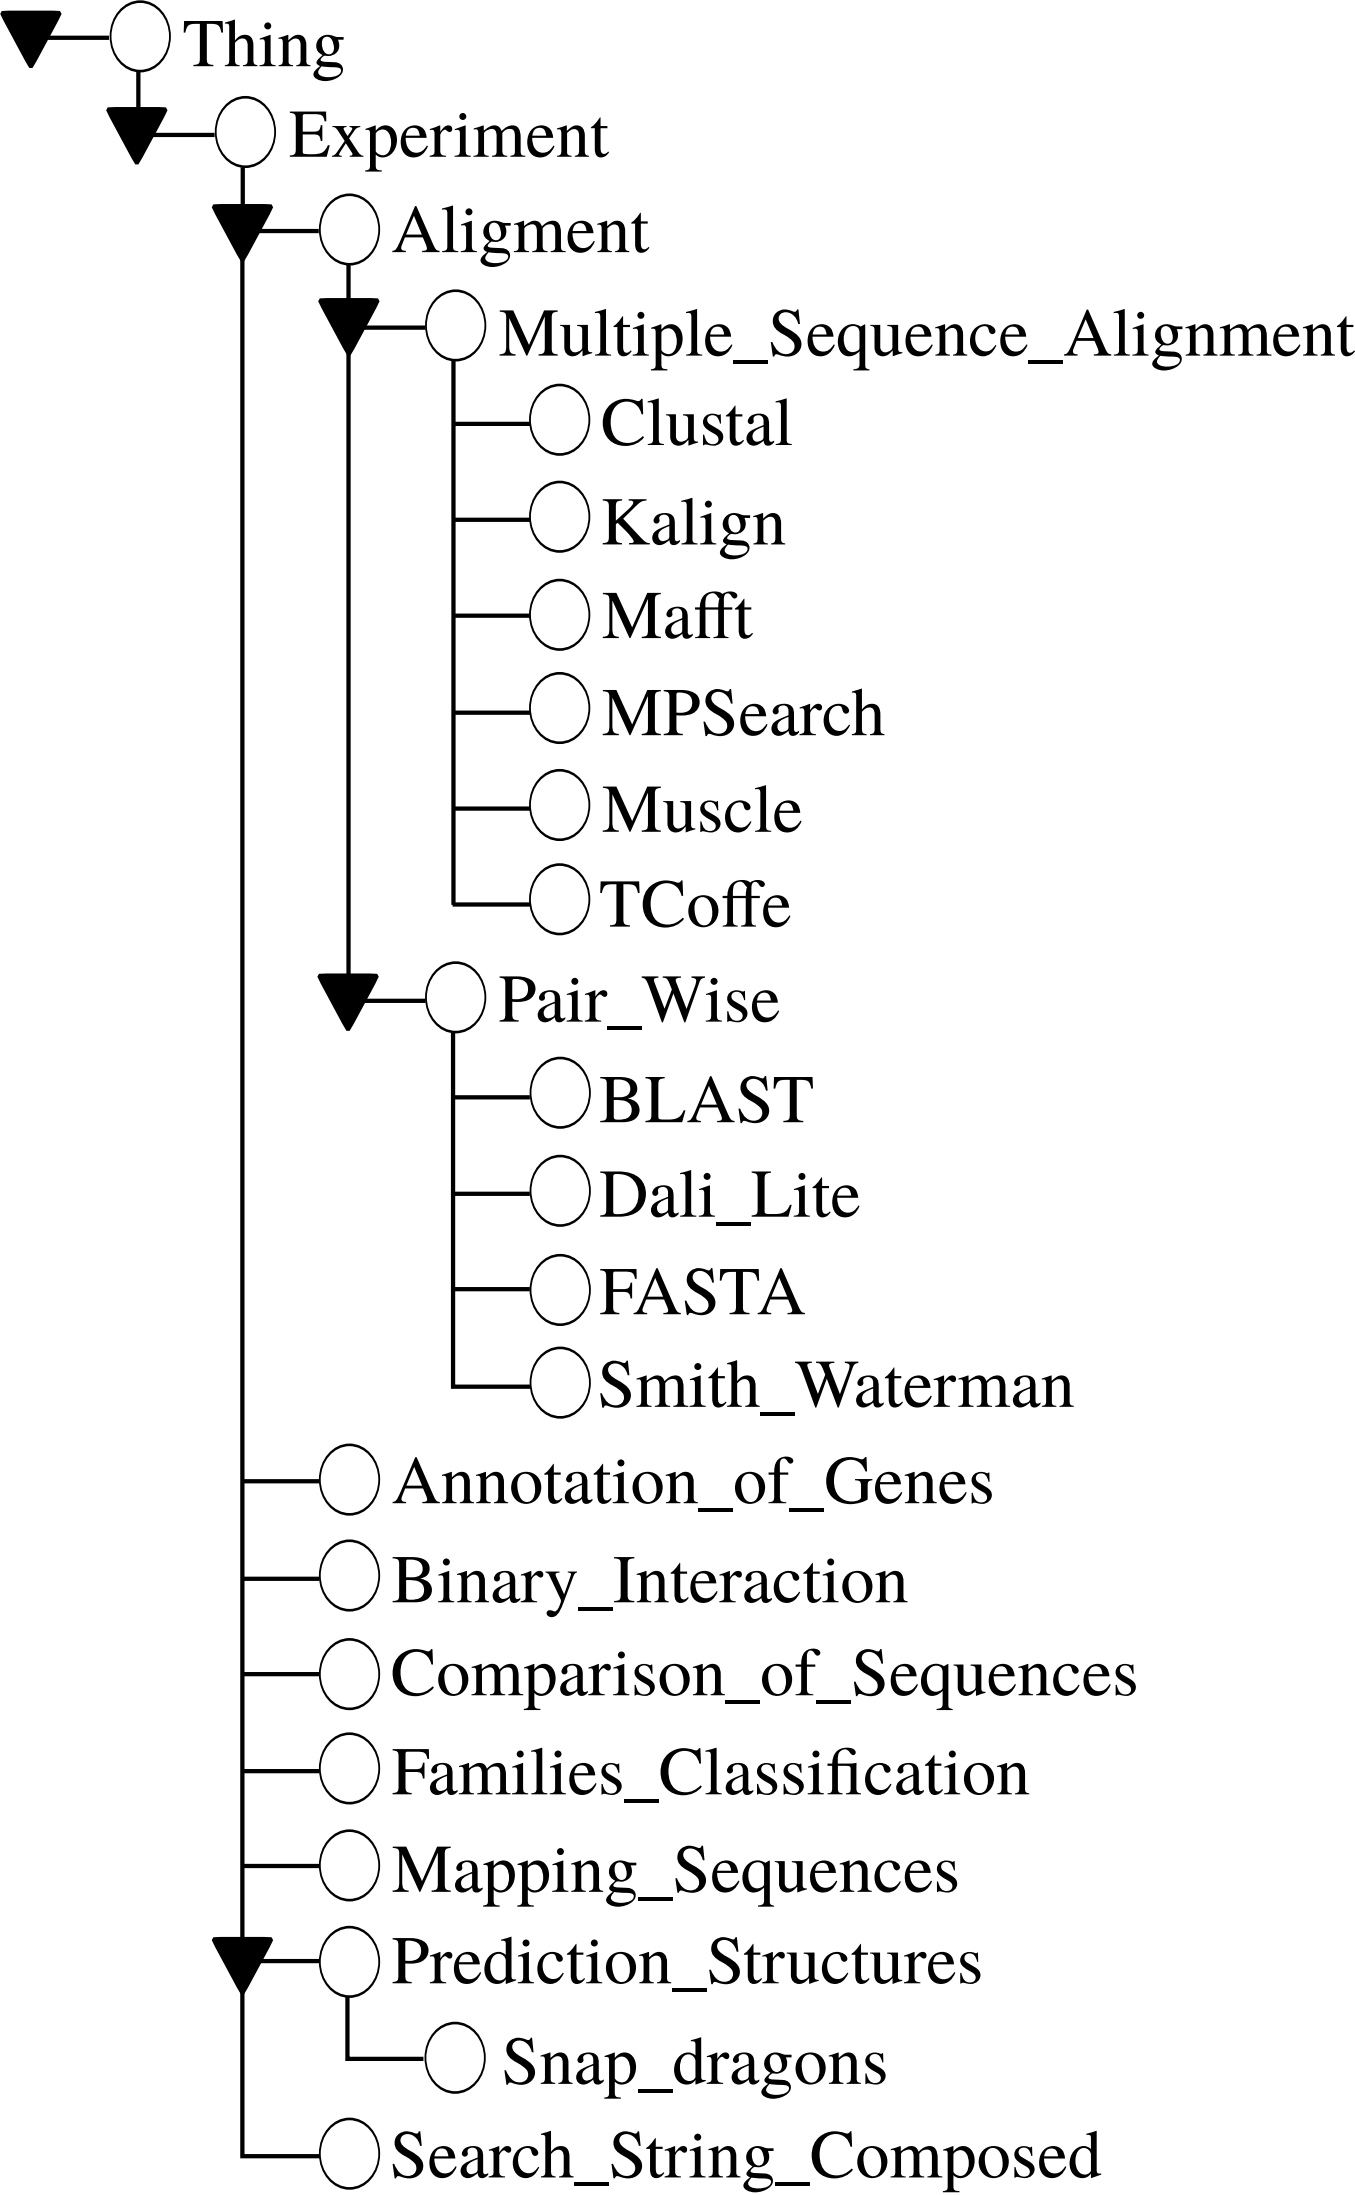 Thing
Experiment
Aligment
Multiple_Sequence_Alignment
Clustal
Kalign
Mafft
MPSearch
Muscle
TCoffe
Pair_Wise
BLAST
Dali_Lite
FASTA
Smith_Waterman
Annotation_of_Genes
Binary_Interaction
Comparison_of_Sequences
Families_Classification
Mapping_Sequences
Prediction_Structures
Snap_dragons
Search_String_Composed